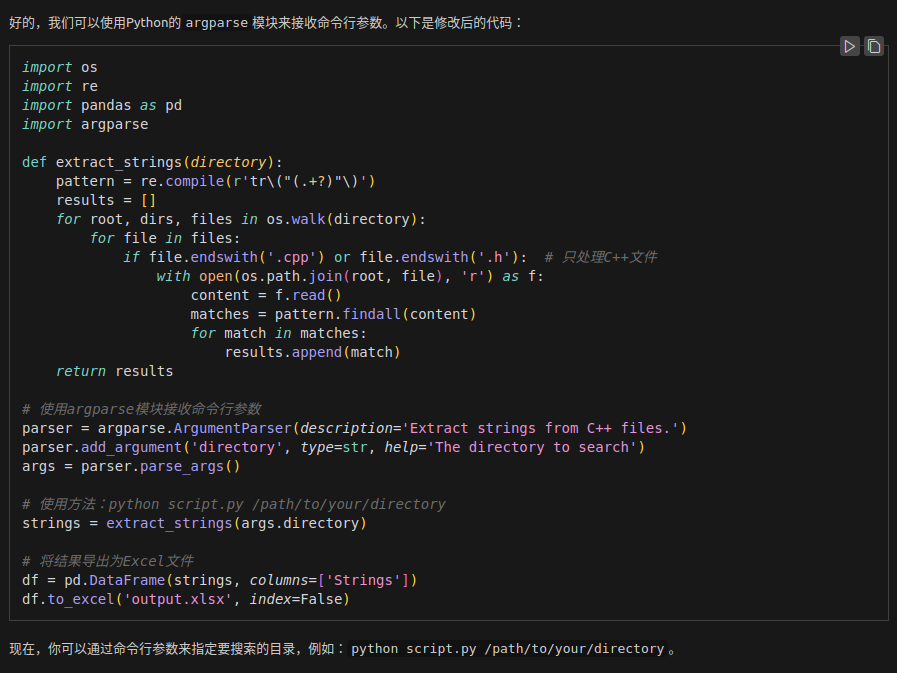 好的，我们可以使用Python的 argparse 模块来接收命令行参数。以下是修改后的代码：
import os
import re
import pandas as pd
import argparse

def extract_strings(directory):
    pattern = re.compile(r'tr\("(.+?)"\)')
    results = []
    for root, dirs, files in os.walk(directory):
        for file in files:
            if file.endswith('.cpp') or file.endswith('.h'):  # 只处理C++文件
                with open(os.path.join(root, file), 'r') as f:
                    content = f.read()
                    matches = pattern.findall(content)
                    for match in matches:
                        results.append(match)
    return results

# 使用argparse模块接收命令行参数
parser = argparse.ArgumentParser(description='Extract strings from C++ files.')
parser.add_argument('directory', type=str, help='The directory to search')
args = parser.parse_args()

# 使用方法：python script.py /path/to/your/directory
strings = extract_strings(args.directory)

# 将结果导出为Excel文件
df = pd.DataFrame(strings, columns=['Strings'])
df.to_excel('output.xlsx', index=False)

现在，你可以通过命令行参数来指定要搜索的目录，例如： python script.py /path/to/your/directory 。